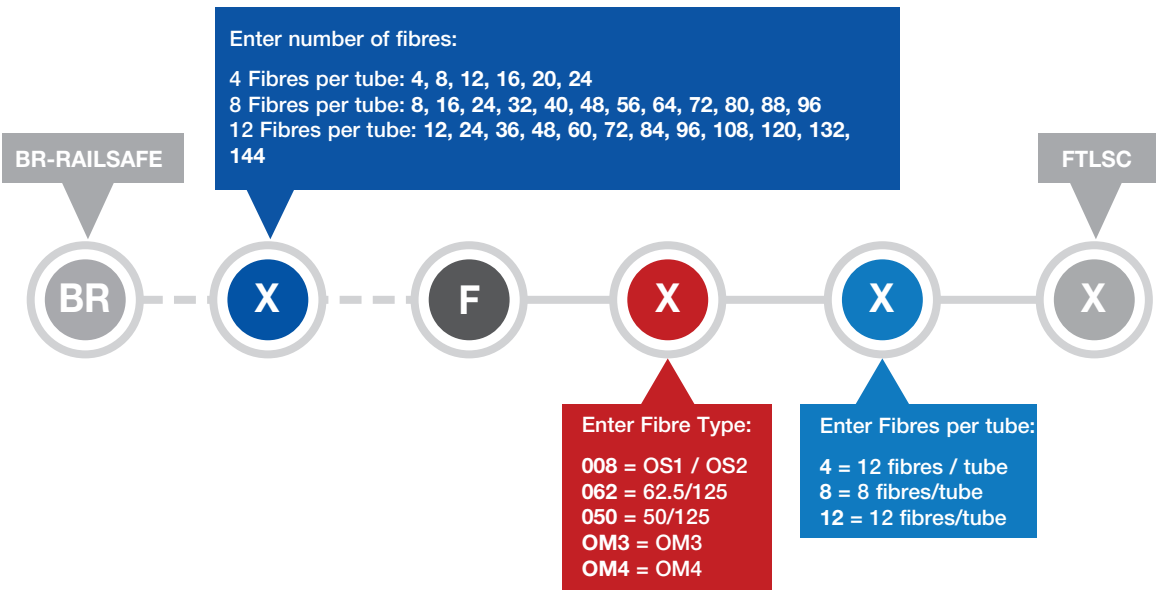 Enter number of fibres:
4 Fibres per tube: 4, 8, 12, 16, 20, 24
8 Fibres per tube: 8, 16, 24, 32, 40, 48, 56, 64, 72, 80, 88, 96
12 Fibres per tube: 12, 24, 36, 48, 60, 72, 84, 96, 108, 120, 132,
144
BR-RAILSAFE
FTLSC
BR
X
F
X
X
X
Enter Fibre Type:
008 = OS1 / OS2
062 = 62.5/125
050 = 50/125
OM3 = OM3
OM4 = OM4
Enter Fibres per tube:
4 = 12 fibres / tube
8 = 8 fibres/tube
12 = 12 fibres/tube